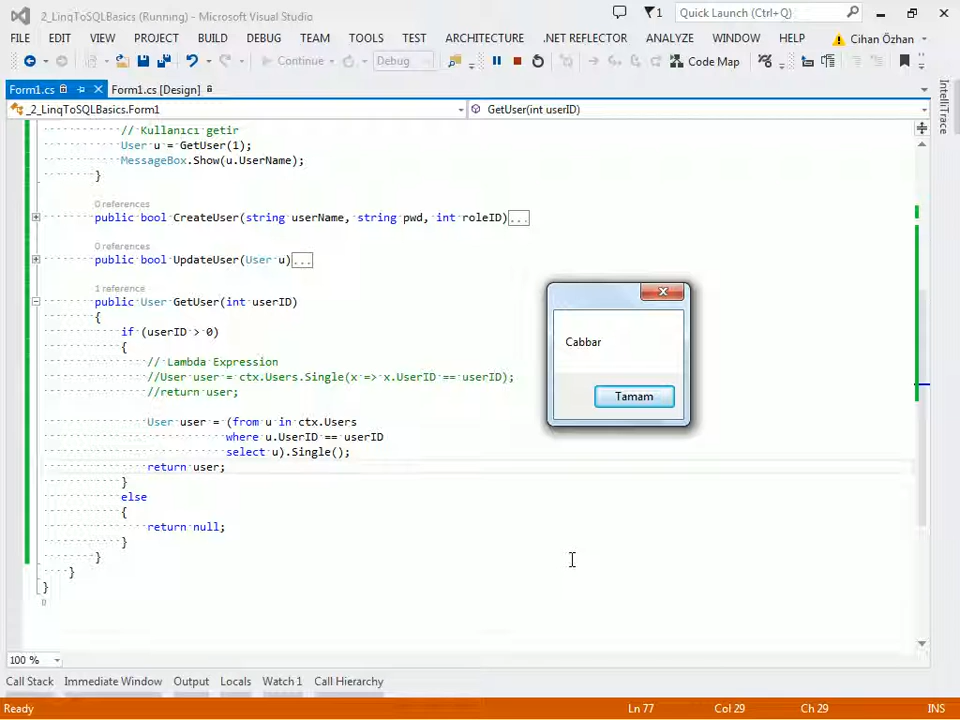 2_LinqToSQLBasics (Running) - Microsoft Visual Studio
1
Quick Launch (Ctrl+Q)
FILE EDIT VIEW PROJECT BUILD DEBUG TEAM TOOLS TEST ARCHITECTURE .NET REFLECTOR ANALYZE WINDOW HELP Cihan Özhan
Continue Debug Code Map
Form1.cs Form1.cs [Design]
_2_LinqToSQLBasics.Form1 GetUser(int userID)
IntelliTrace
// Kullanıcı getir
User u = GetUser(1);
MessageBox.Show(u.UserName);
}
0 references
public bool CreateUser(string userName, string pwd, int roleID)...
0 references
public bool UpdateUser(User u)...
1 reference
public User GetUser(int userID)
{
if (userID > 0)
{
// Lambda Expression
//User user = ctx.Users.Single(x => x.UserID == userID);
//return user;
User user = (from u in ctx.Users
where u.UserID == userID
select u).Single();
return user;
}
else
{
return null;
}
}
}
}
Cabbar
Tamam
100 %
Call Stack Immediate Window Output Locals Watch 1 Call Hierarchy
Ready Ln 77 Col 29 Ch 29 INS